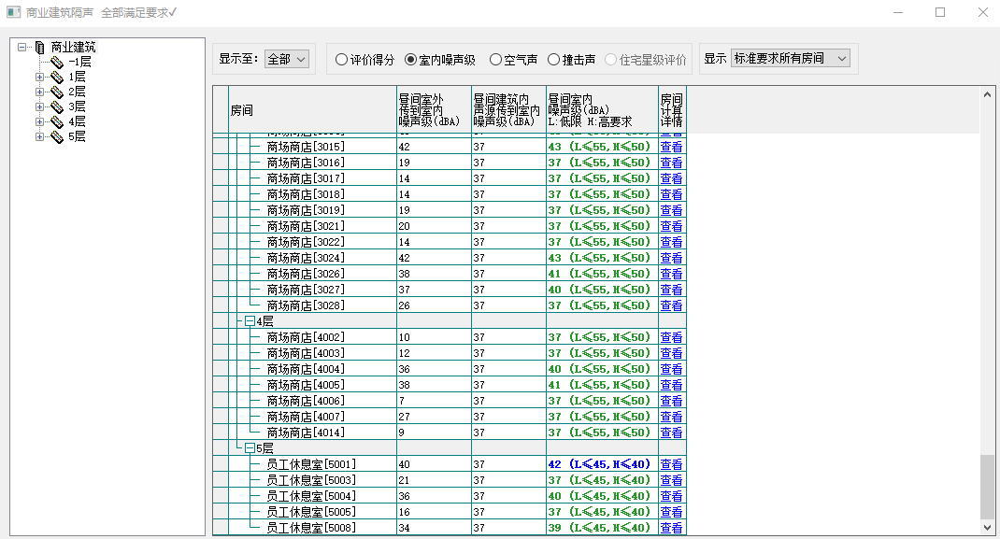 商业建筑隔声 全部满足要求√
商业建筑
-1层
1层
2层
3层
4层
5层
显示至： 全部
评价得分 室内噪声级 空气声 撞击声 住宅星级评价
显示 标准要求所有房间
房间 昼间室外传到室内噪声级(dBA) 昼间建筑内声源传到室内噪声级(dBA) 昼间室内噪声级(dBA) L:低限 H:高要求 房间计算详情
商场商店[3015] 42 37 43 (L≤55,H≤50) 查看
商场商店[3016] 19 37 37 (L≤55,H≤50) 查看
商场商店[3017] 14 37 37 (L≤55,H≤50) 查看
商场商店[3018] 14 37 37 (L≤55,H≤50) 查看
商场商店[3019] 19 37 37 (L≤55,H≤50) 查看
商场商店[3021] 20 37 37 (L≤55,H≤50) 查看
商场商店[3022] 14 37 37 (L≤55,H≤50) 查看
商场商店[3024] 42 37 43 (L≤55,H≤50) 查看
商场商店[3026] 38 37 41 (L≤55,H≤50) 查看
商场商店[3027] 37 37 40 (L≤55,H≤50) 查看
商场商店[3028] 26 37 37 (L≤55,H≤50) 查看
4层
商场商店[4002] 10 37 37 (L≤55,H≤50) 查看
商场商店[4003] 12 37 37 (L≤55,H≤50) 查看
商场商店[4004] 36 37 40 (L≤55,H≤50) 查看
商场商店[4005] 38 37 41 (L≤55,H≤50) 查看
商场商店[4006] 7 37 37 (L≤55,H≤50) 查看
商场商店[4007] 27 37 37 (L≤55,H≤50) 查看
商场商店[4014] 9 37 37 (L≤55,H≤50) 查看
5层
员工休息室[5001] 40 37 42 (L≤45,H≤40) 查看
员工休息室[5003] 21 37 37 (L≤45,H≤40) 查看
员工休息室[5004] 36 37 40 (L≤45,H≤40) 查看
员工休息室[5005] 16 37 37 (L≤45,H≤40) 查看
员工休息室[5008] 34 37 39 (L≤45,H≤40) 查看